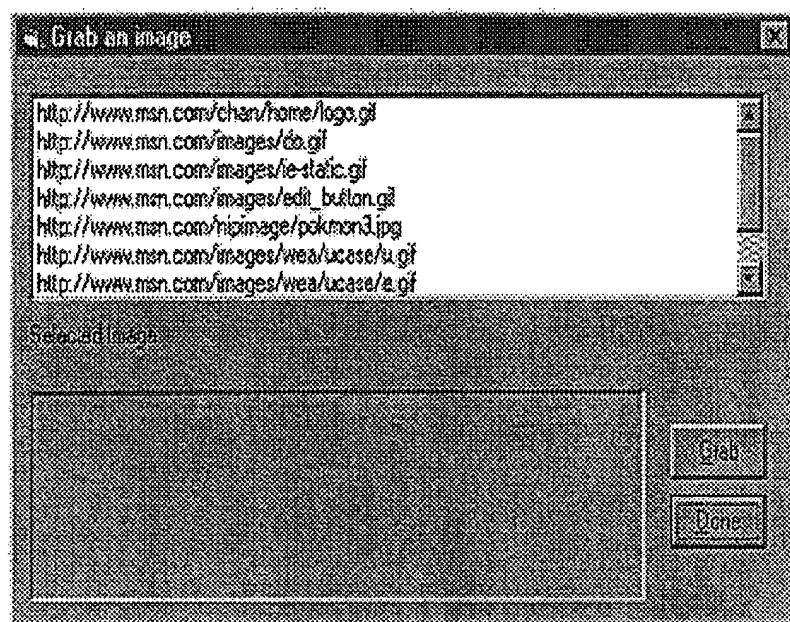 Grab an image
http://www.msn.com/chan/home/logo.gif
http://www.msn.com/images/do.gif
http://www.msn.com/images/ie-static.gif
http://www.msn.com/images/edit_button.gif
http://www.msn.com/nipimage/pokmon3.jpg
http://www.msn.com/images/wea/ucase/u.gif
http://www.msn.com/images/wea/ucase/a.gif
Selected Image
Grab
Done